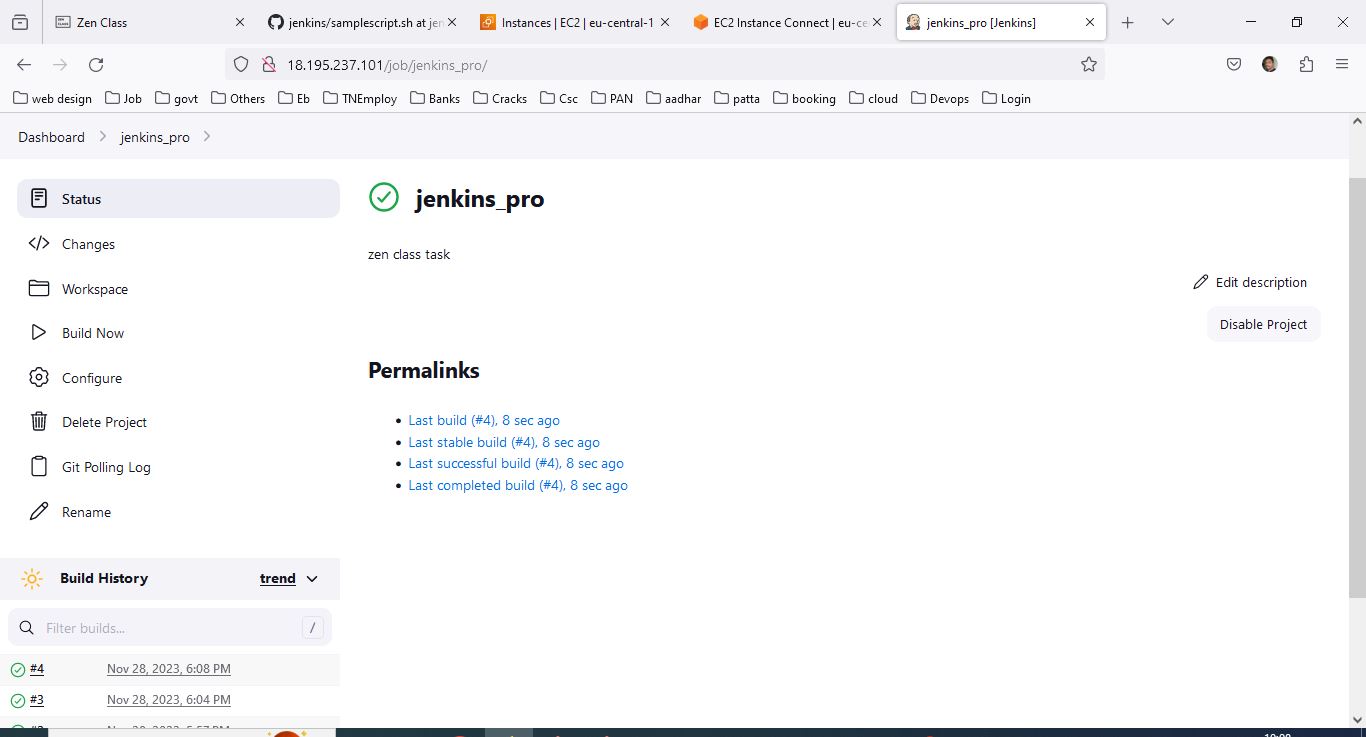 Zen Class
jenkins/samplescript.sh at jen
Instances | EC2 | eu-central-1
EC2 Instance Connect | eu-ce
jenkins_pro [Jenkins]
18.195.237.101/job/jenkins_pro/
web design Job govt Others Eb TNEmploy Banks Cracks Csc PAN aadhar patta booking cloud Devops Login
Dashboard jenkins_pro
Status
Changes
Workspace
Build Now
Configure
Delete Project
Git Polling Log
Rename
Build History trend
Filter builds... /
#4 Nov 28, 2023, 6:08 PM
#3 Nov 28, 2023, 6:04 PM
jenkins_pro
zen class task
Edit description
Disable Project
Permalinks
• Last build (#4), 8 sec ago
• Last stable build (#4), 8 sec ago
• Last successful build (#4), 8 sec ago
• Last completed build (#4), 8 sec ago